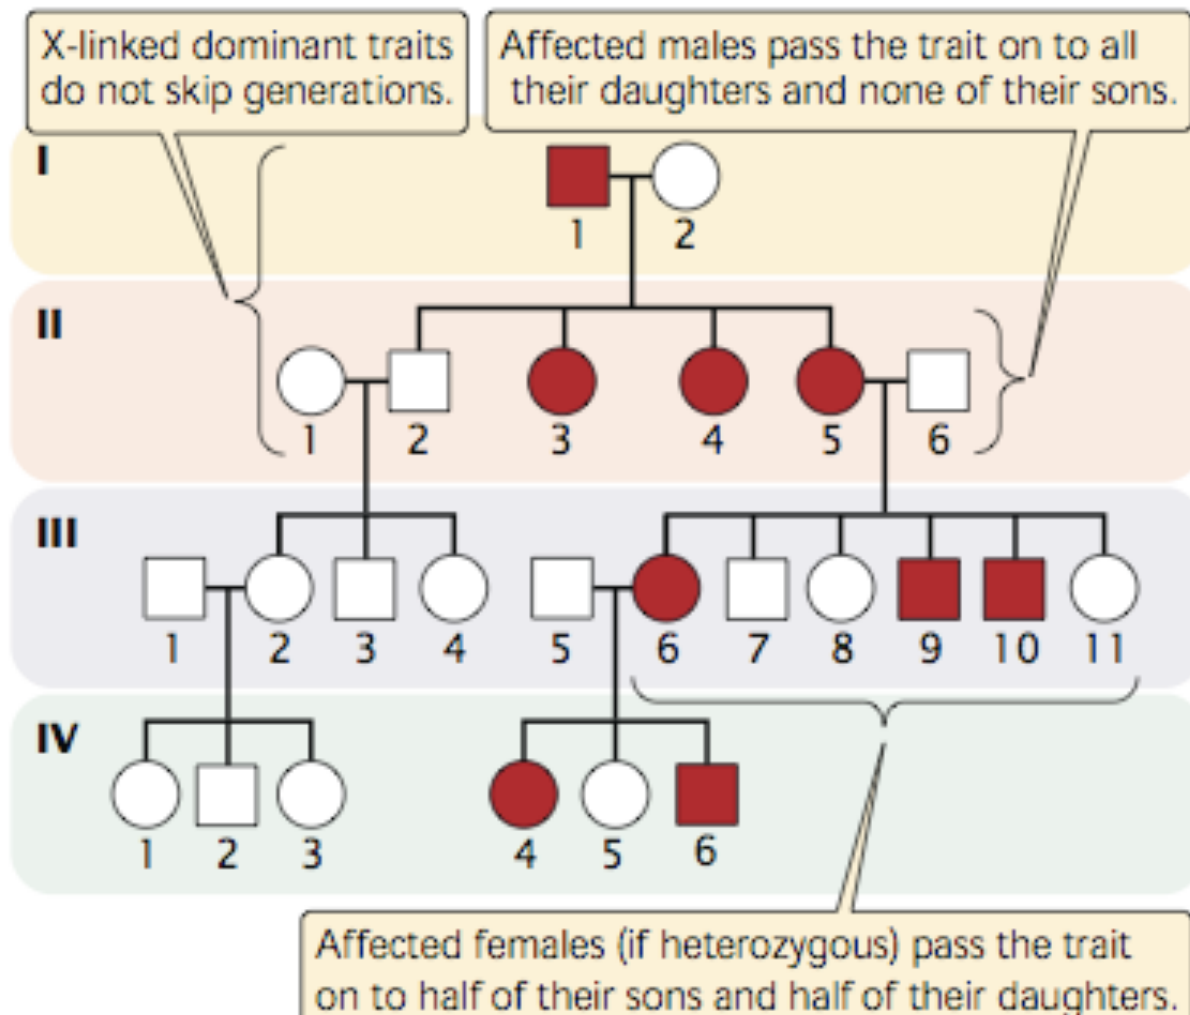 X-linked dominant traits
do not skip generations.
Affected males pass the trait on to all
their daughters and none of their sons.
I
1 2
II
1 2 3 4 5 6
III
1 2 3 4 5 6 7 8 9 10 11
IV
1 2 3 4 5 6
Affected females (if heterozygous) pass the trait
on to half of their sons and half of their daughters.